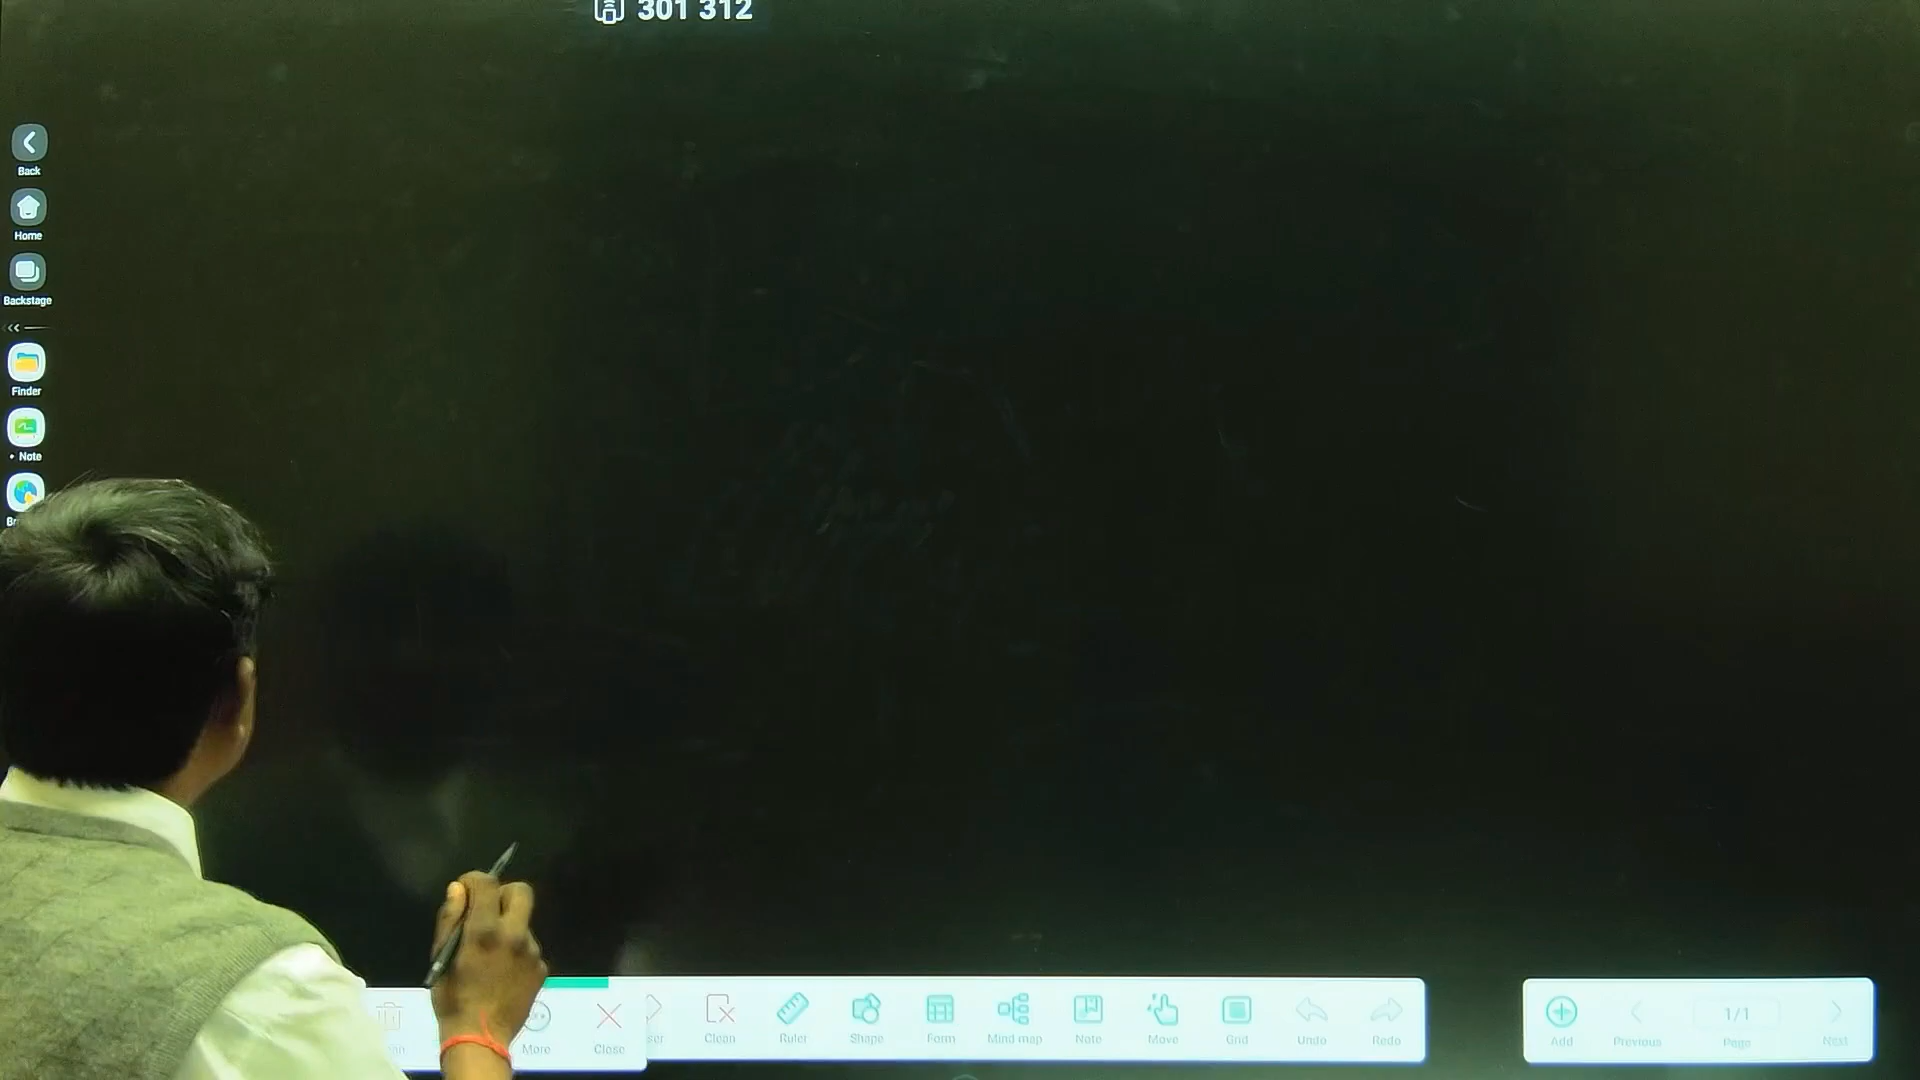 301 312
Back
Home
Backstage
Finder
• Note
More
Close
Clean
Ruler
Shape
Form
Mind map
Note
Move
Grid
Undo
Redo
Add
Previous
1/1
Page
Next